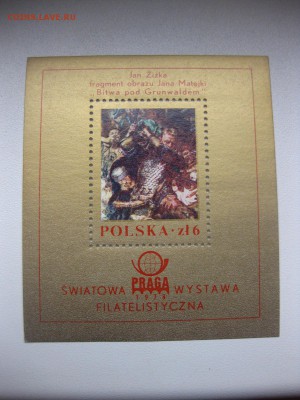 Jan Žižka
fragment obrazu Jana Matejki
"Bitwa pod Grunwaldem"
POLSKA·zł 6
PRAGA
1978
ŚWIATOWA WYSTAWA
FILATELISTYCZNA